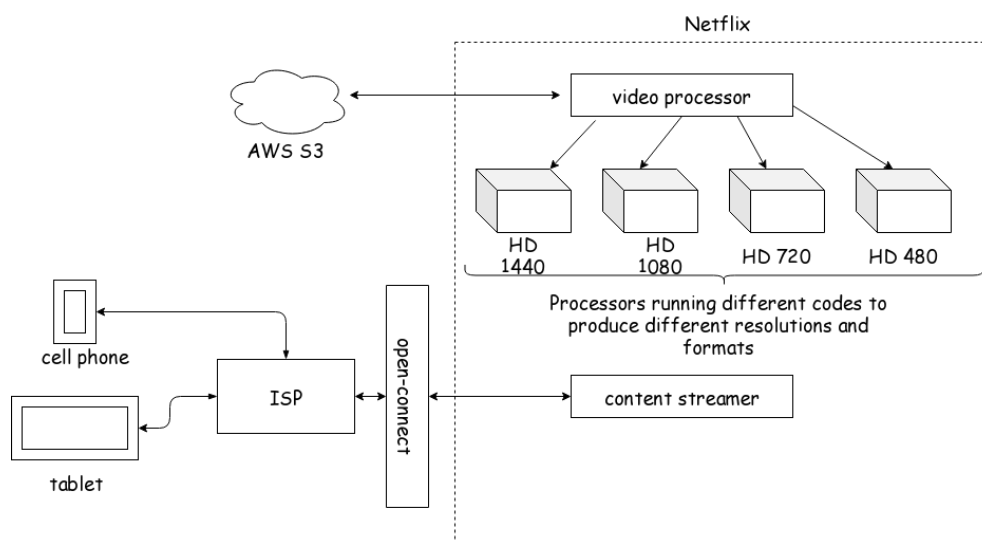 Netflix
video processor
AWS S3
HD
1440
HD
1080
HD 720
HD 480
Processors running different codes to
produce different resolutions and
formats
cell phone
ISP
open-connect
content streamer
tablet